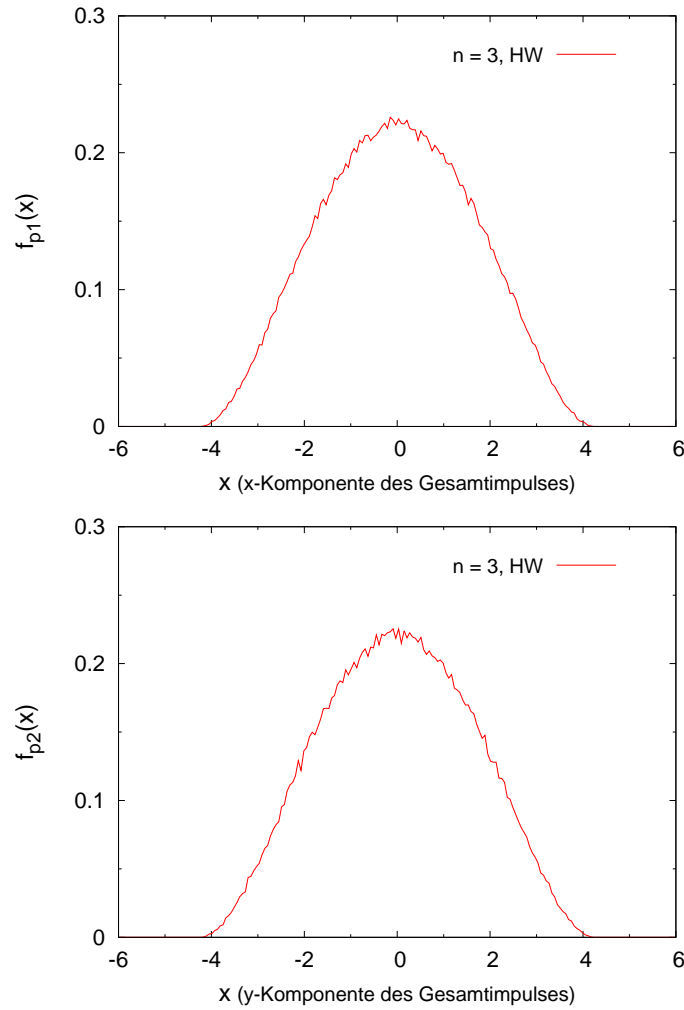 0.3
n = 3, HW
0.2
f_p1(x)
0.1
0
-6 -4 -2 0 2 4 6
x (x-Komponente des Gesamtimpulses)
0.3
n = 3, HW
0.2
f_p2(x)
0.1
0
-6 -4 -2 0 2 4 6
x (y-Komponente des Gesamtimpulses)